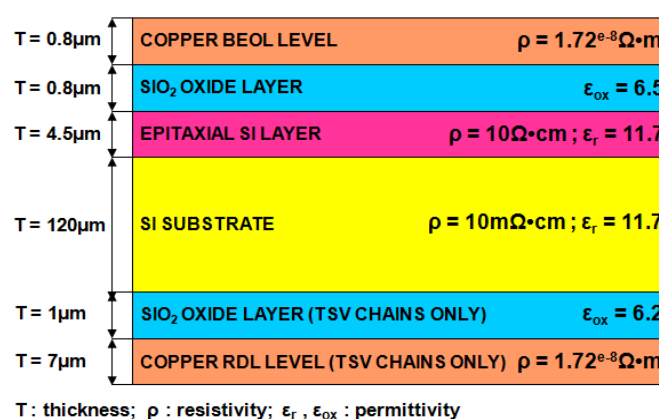 T = 0.8µm COPPER BEOL LEVEL ρ = 1.72ᵉ⁻⁸Ω•m
T = 0.8µm SIO₂ OXIDE LAYER εₒₓ = 6.5
T = 4.5µm EPITAXIAL SI LAYER ρ = 10Ω•cm ; εᵣ = 11.7
T = 120µm SI SUBSTRATE ρ = 10mΩ•cm ; εᵣ = 11.7
T = 1µm SIO₂ OXIDE LAYER (TSV CHAINS ONLY) εₒₓ = 6.2
T = 7µm COPPER RDL LEVEL (TSV CHAINS ONLY) ρ = 1.72ᵉ⁻⁸Ω•m
T : thickness; ρ : resistivity; εᵣ , εₒₓ : permittivity